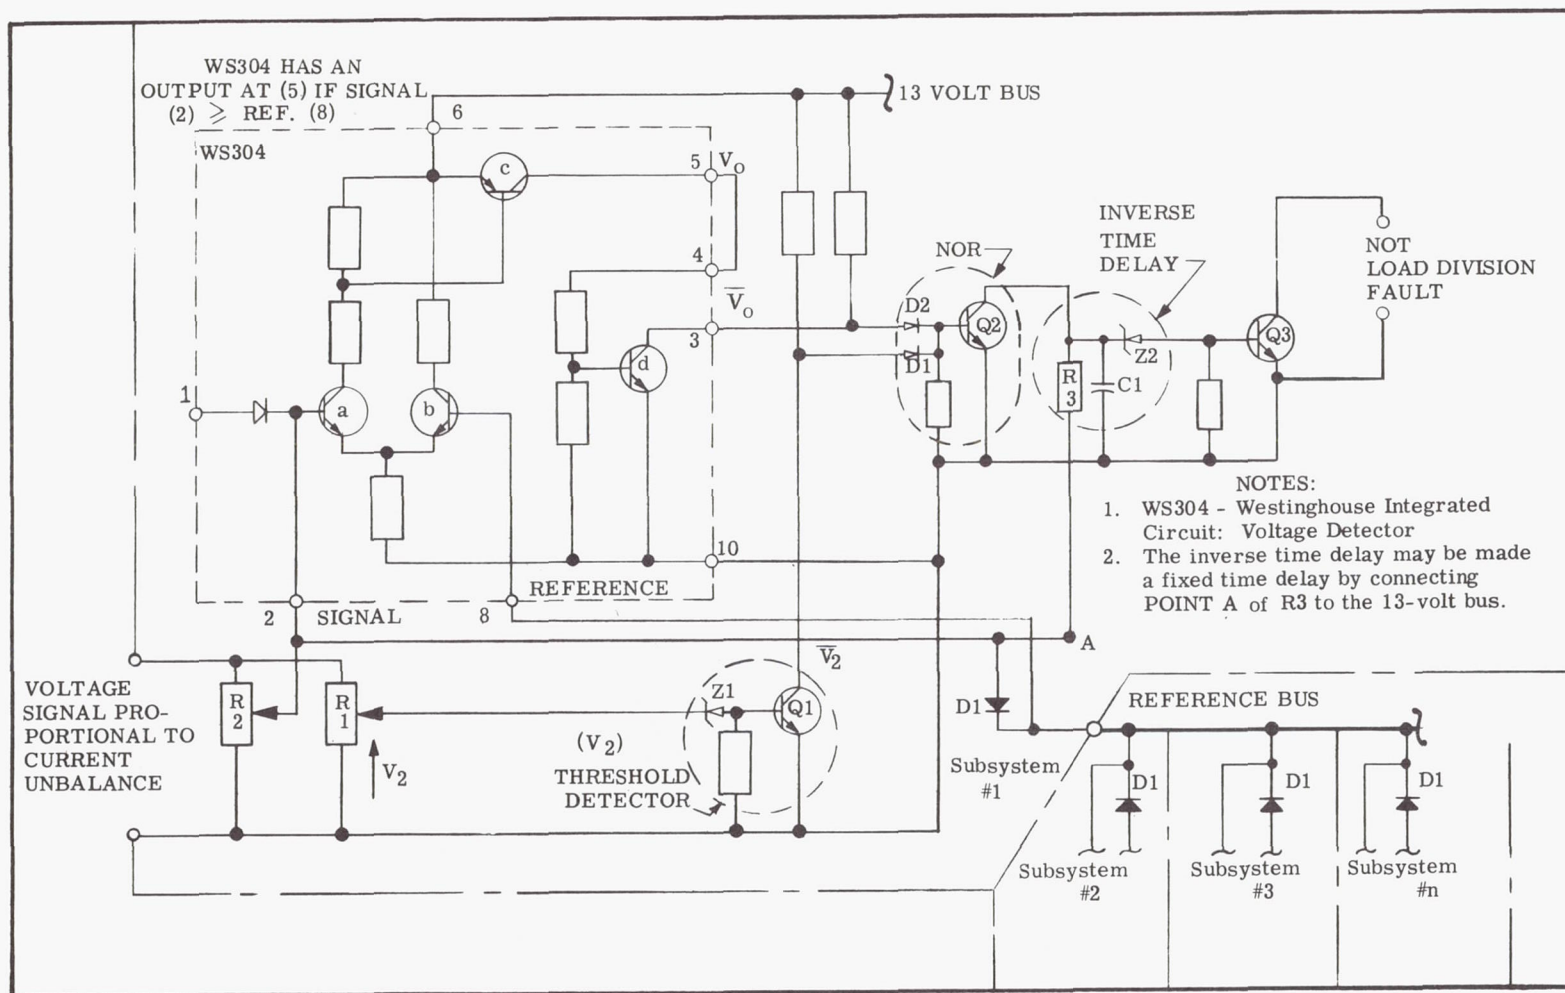 WS304 HAS AN
OUTPUT AT (5) IF SIGNAL
(2) ≥ REF. (8)
6
13 VOLT BUS
WS304
c
5
V_O
4
V̅_O
3
a
b
d
1
10
REFERENCE
2
SIGNAL
8
NOR
D2
D1
Q2
INVERSE
TIME
DELAY
R
3
C1
Z2
Q3
NOT
LOAD DIVISION
FAULT
NOTES:
1. WS304 - Westinghouse Integrated
Circuit: Voltage Detector
2. The inverse time delay may be made
a fixed time delay by connecting
POINT A of R3 to the 13-volt bus.
A
V̅_2
VOLTAGE
SIGNAL PRO-
PORTIONAL TO
CURRENT
UNBALANCE
R
2
R
1
V_2
Z1
Q1
(V_2)
THRESHOLD
DETECTOR
D1
REFERENCE BUS
Subsystem
#1
D1
D1
D1
Subsystem
#2
Subsystem
#3
Subsystem
#n